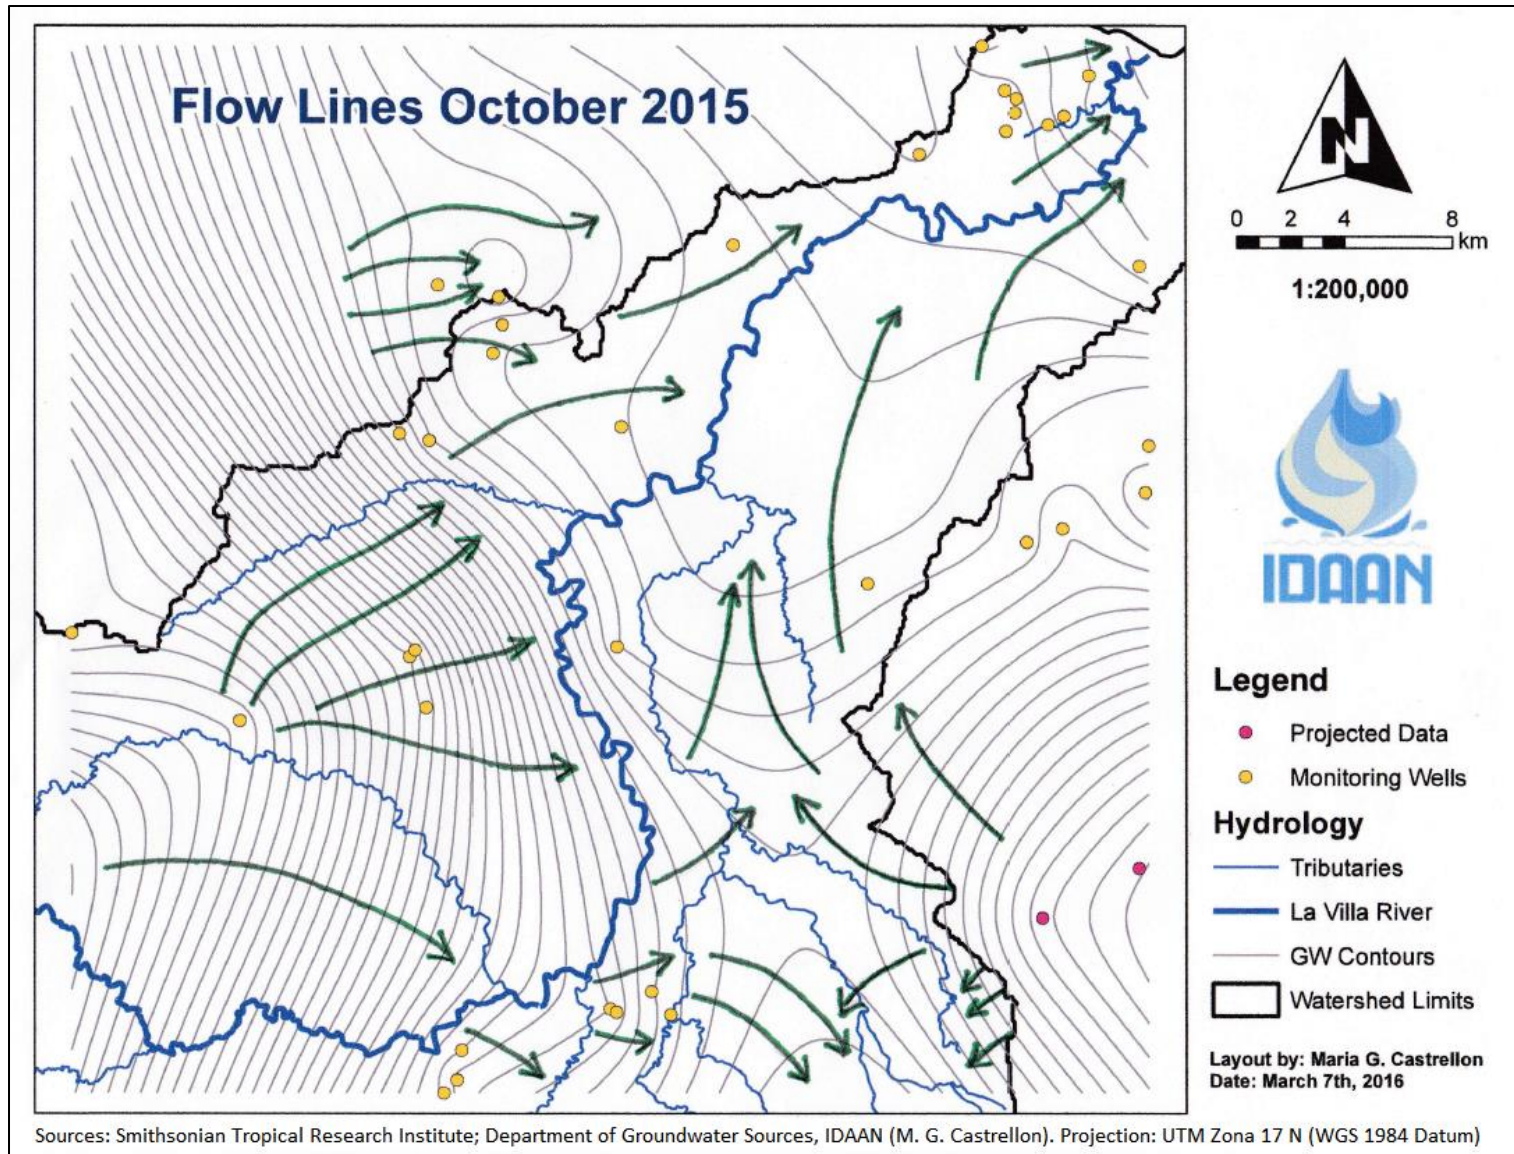 Flow Lines October 2015
N
0 2 4 8
km
1:200,000
IDAAN
Legend
Projected Data
Monitoring Wells
Hydrology
Tributaries
La Villa River
GW Contours
Watershed Limits
Layout by: Maria G. Castrellon
Date: March 7th, 2016
Sources: Smithsonian Tropical Research Institute; Department of Groundwater Sources, IDAAN (M. G. Castrellon). Projection: UTM Zona 17 N (WGS 1984 Datum)